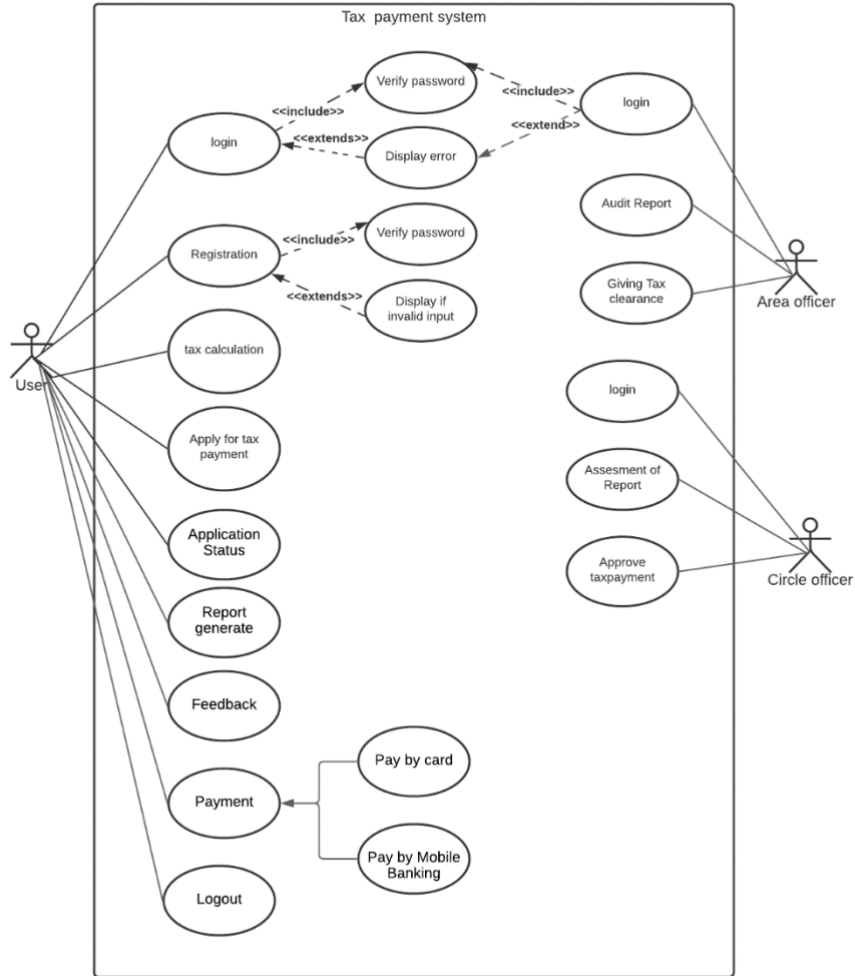 Tax payment system
Verify password
<<include>>
<<include>>
login
login
<<extends>>
<<extend>>
Display error
Audit Report
Verify password
Registration
<<include>>
<<extends>>
Display if
invalid input
Giving Tax
clearance
Area officer
tax calculation
User
login
Apply for tax
payment
Assesment of
Report
Application
Status
Approve
taxpayment
Circle officer
Report
generate
Feedback
Pay by card
Payment
Pay by Mobile
Banking
Logout